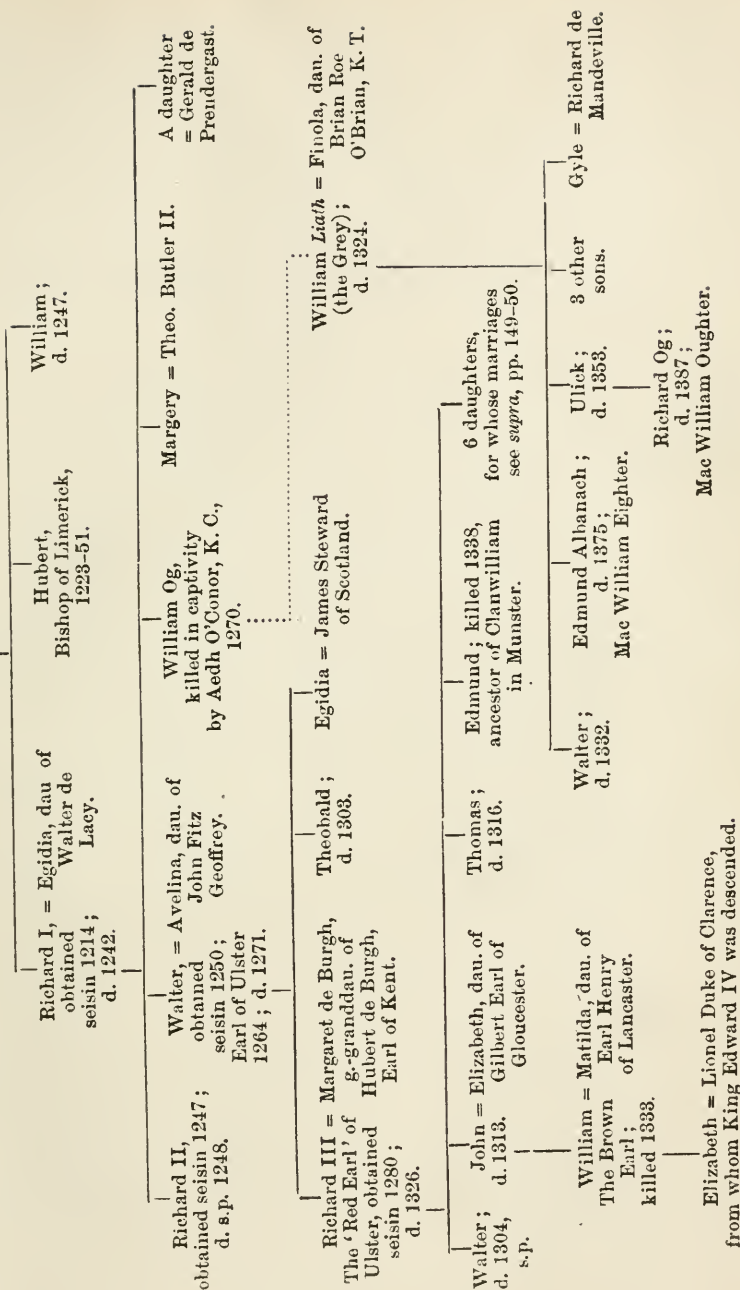 Richard I, = Egidia, dau of
obtained Walter de
seisin 1214; Lacy.
d. 1242.
Hubert,
Bishop of Limerick,
1223–51.
William;
d. 1247.
Richard II,
obtained seisin 1247;
d. s.p. 1248.
Walter, = Avelina, dau. of
obtained John Fitz
seisin 1250; Geoffrey.
Earl of Ulster
1264; d. 1271.
William Og,
killed in captivity
by Aedh O'Conor, K. C.,
1270.
Margery = Theo. Butler II.
A daughter
= Gerald de
Prendergast.
Richard III = Margaret de Burgh,
The ‘Red Earl’ of g.-granddau. of
Ulster, obtained Hubert de Burgh,
seisin 1280; Earl of Kent.
d. 1326.
Theobald;
d. 1303.
Egidia = James Steward
of Scotland.
William Liath = Finola, dau. of
(the Grey); Brian Roe
d. 1324. O'Brian, K. T.
Walter;
d. 1304,
s.p.
John = Elizabeth, dau. of
d. 1313. Gilbert Earl of
Gloucester.
Thomas;
d. 1316.
Edmund; killed 1338,
ancestor of Clanwilliam
in Munster.
6 daughters,
for whose marriages
see supra, pp. 149–50.
William = Matilda, dau. of
The Brown Earl Henry
Earl; of Lancaster.
killed 1333.
Walter;
d. 1332.
Edmund Albanach;
d. 1375;
Mac William Eighter.
Ulick;
d. 1353.
3 other
sons.
Gyle = Richard de
Mandeville.
Elizabeth = Lionel Duke of Clarence,
from whom King Edward IV was descended.
Richard Og;
d. 1387;
Mac William Oughter.